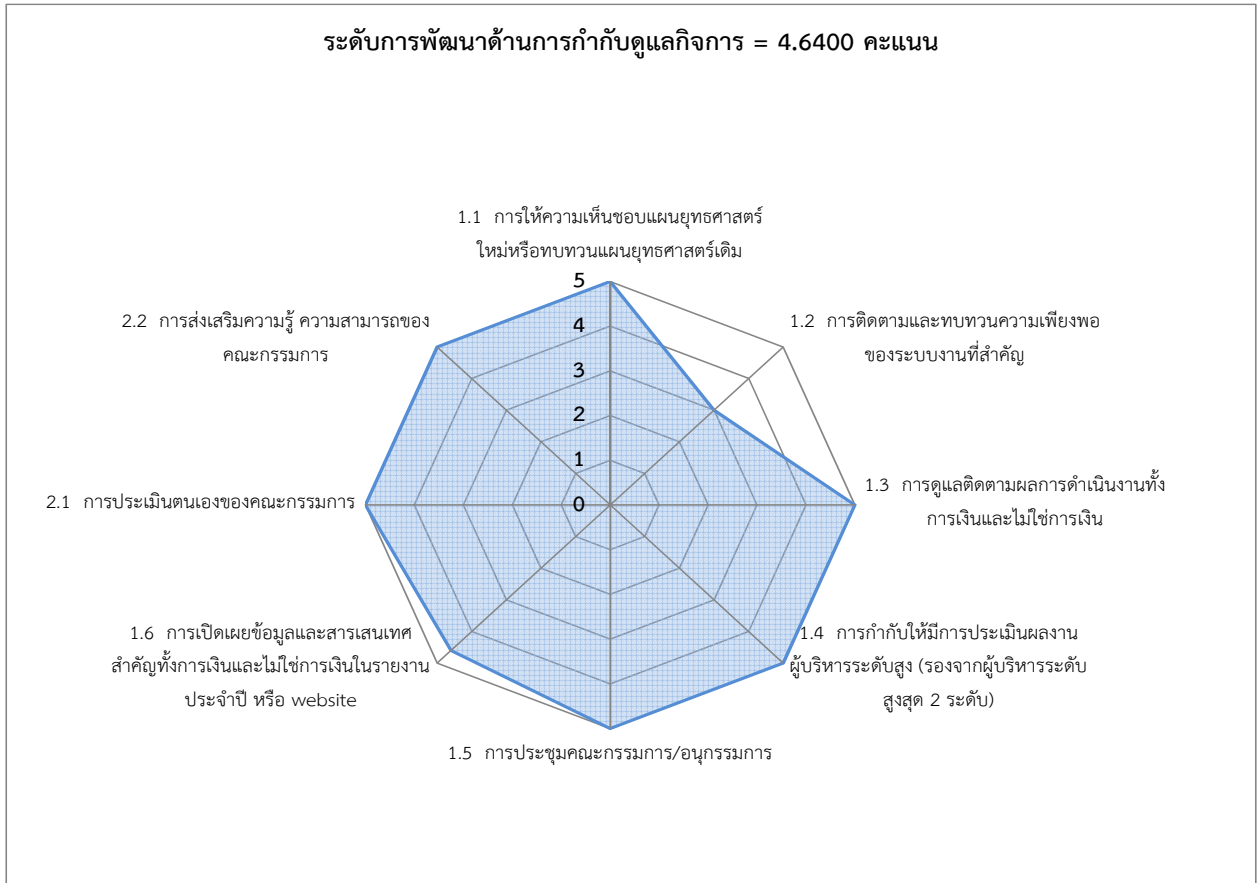 ระดับการพัฒนาด้านการกำกับดูแลกิจการ = 4.6400 คะแนน
1.1 การให้ความเห็นชอบแผนยุทธศาสตร์
ใหม่หรือทบทวนแผนยุทธศาสตร์เดิม
5
4
3
2
1
0
1.2 การติดตามและทบทวนความเพียงพอ
ของระบบงานที่สำคัญ
1.3 การดูแลติดตามผลการดำเนินงานทั้ง
การเงินและไม่ใช่การเงิน
1.4 การกำกับให้มีการประเมินผลงาน
ผู้บริหารระดับสูง (รองจากผู้บริหารระดับ
สูงสุด 2 ระดับ)
1.5 การประชุมคณะกรรมการ/อนุกรรมการ
1.6 การเปิดเผยข้อมูลและสารเสนเทศ
สำคัญทั้งการเงินและไม่ใช่การเงินในรายงาน
ประจำปี หรือ website
2.1 การประเมินตนเองของคณะกรรมการ
2.2 การส่งเสริมความรู้ ความสามารถของ
คณะกรรมการ